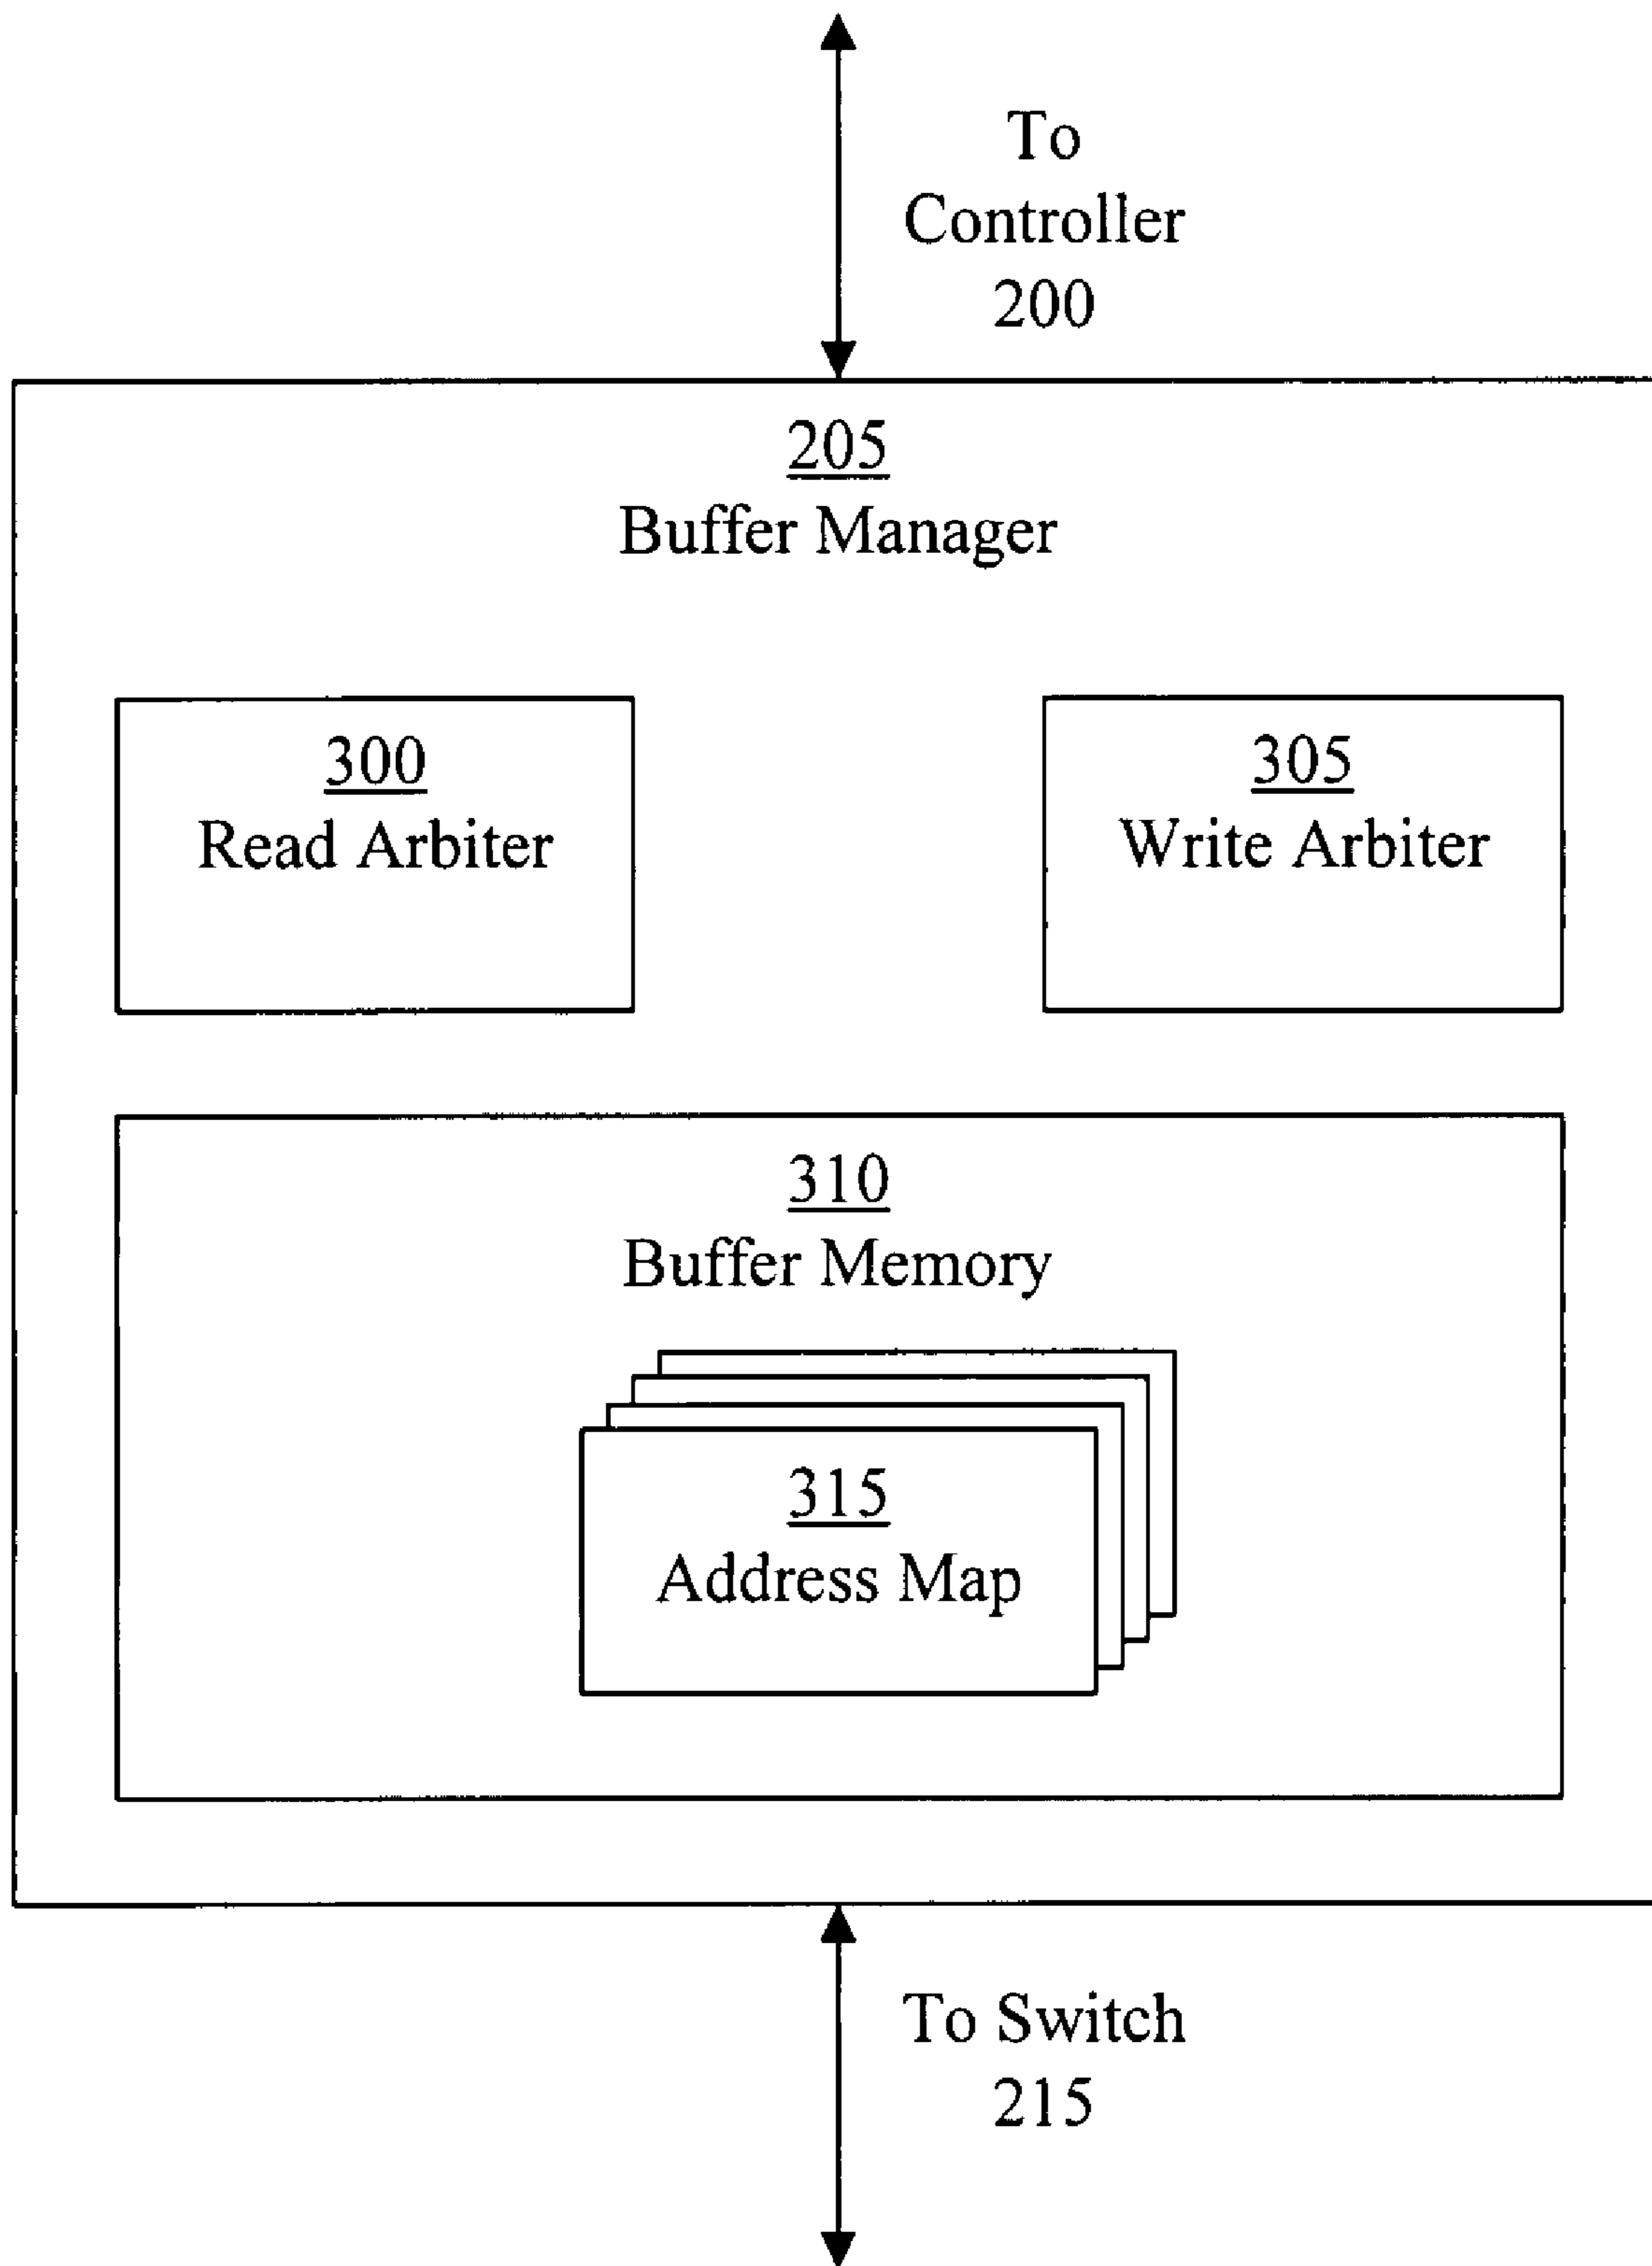 To
Controller
200
205
Buffer Manager
300
Read Arbiter
305
Write Arbiter
310
Buffer Memory
315
Address Map
To Switch
215